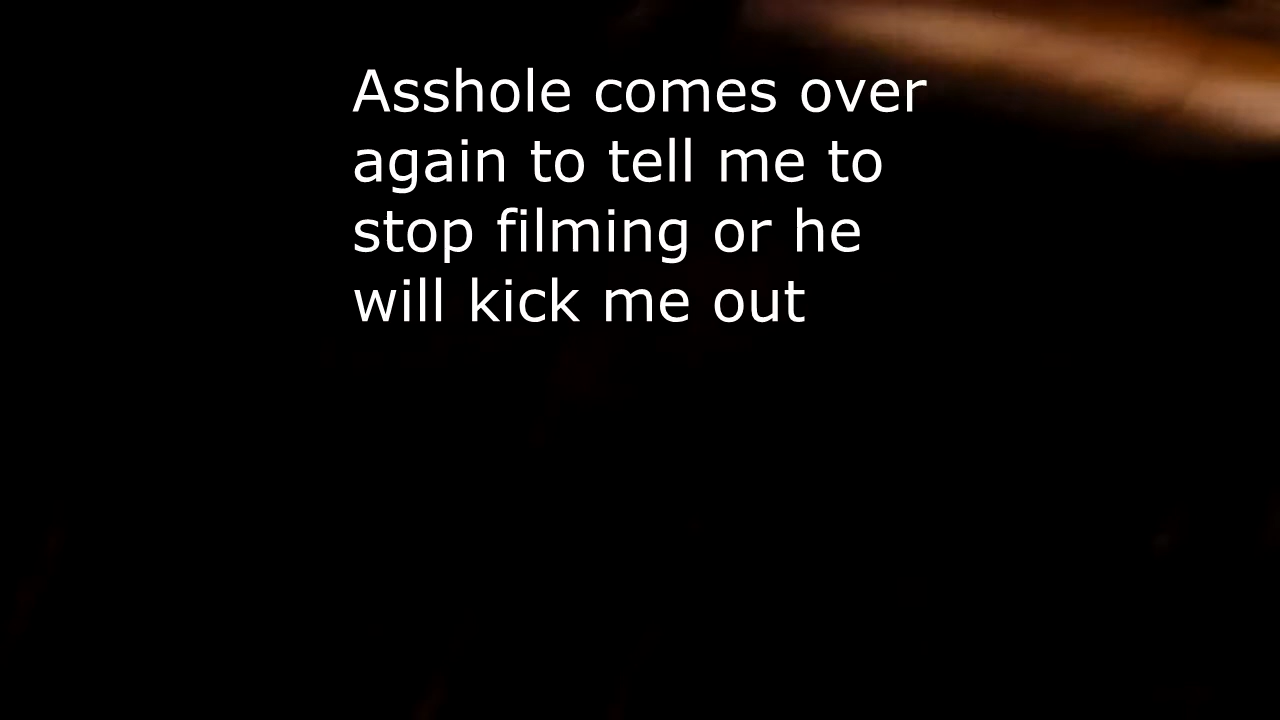 Asshole comes over
again to tell me to
stop filming or he
will kick me out